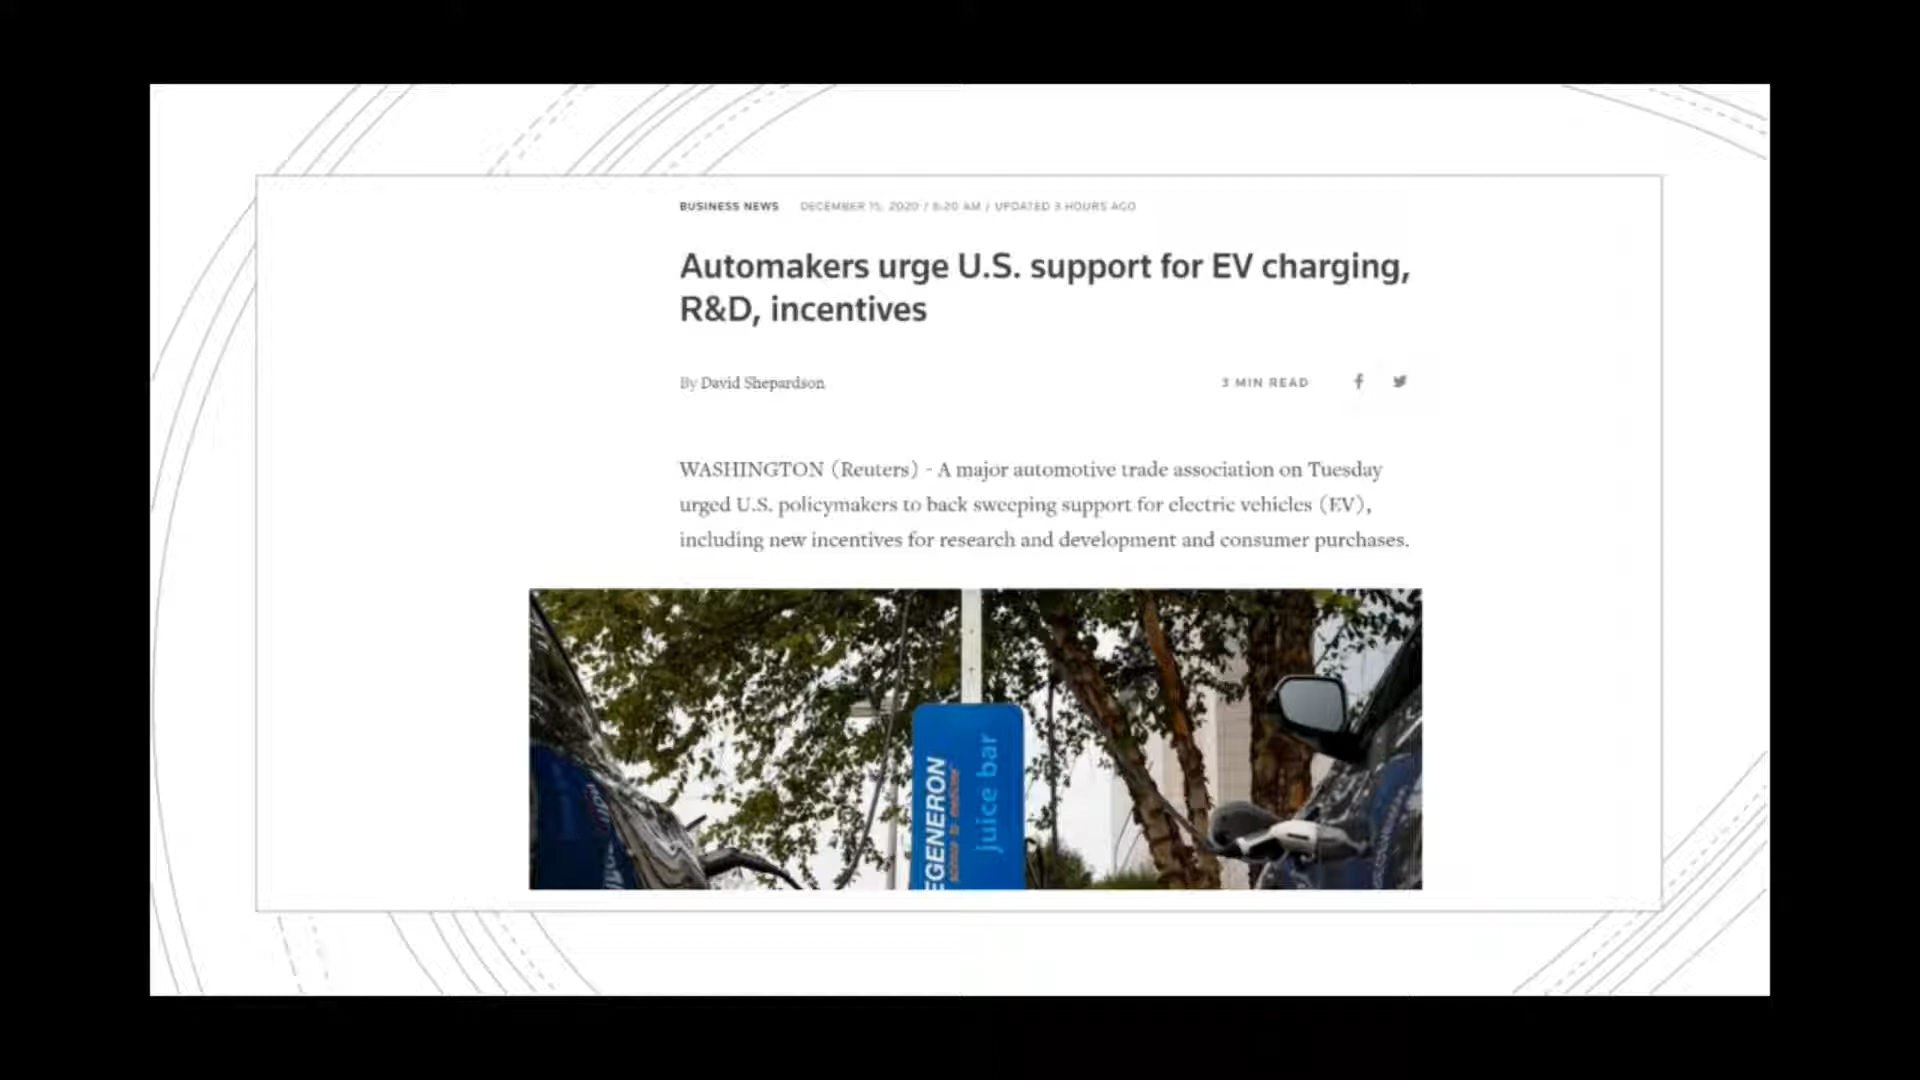 BUSINESS NEWS DECEMBER 15, 2020 / 8:20 AM / UPDATED 3 HOURS AGO
Automakers urge U.S. support for EV charging,
R&D, incentives
By David Shepardson
3 MIN READ
WASHINGTON (Reuters) - A major automotive trade association on Tuesday
urged U.S. policymakers to back sweeping support for electric vehicles (EV),
including new incentives for research and development and consumer purchases.
EGENERON
juice bar